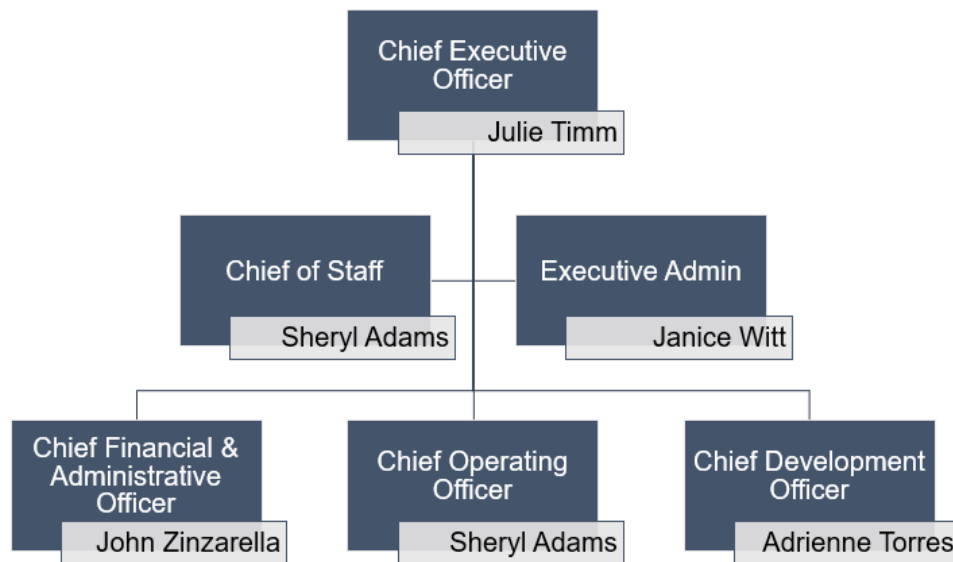 Chief Executive
Officer
Julie Timm
Chief of Staff
Sheryl Adams
Executive Admin
Janice Witt
Chief Financial &
Administrative
Officer
John Zinzarella
Chief Operating
Officer
Sheryl Adams
Chief Development
Officer
Adrienne Torres